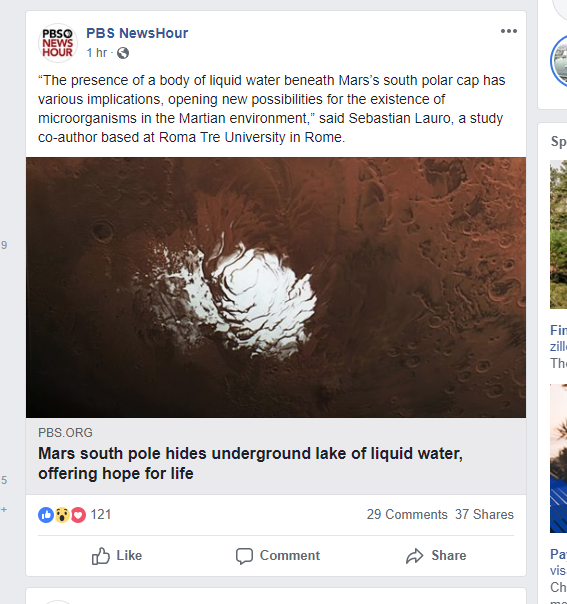 PBS
NEWS
HOUR
PBS NewsHour
1 hr ·
“The presence of a body of liquid water beneath Mars’s south polar cap has
various implications, opening new possibilities for the existence of
microorganisms in the Martian environment,” said Sebastian Lauro, a study
co-author based at Roma Tre University in Rome.
PBS.ORG
Mars south pole hides underground lake of liquid water,
offering hope for life
121
29 Comments 37 Shares
Like
Comment
Share
9
5
+
Sp
Fin
zill
The
Pa
vis
Ch